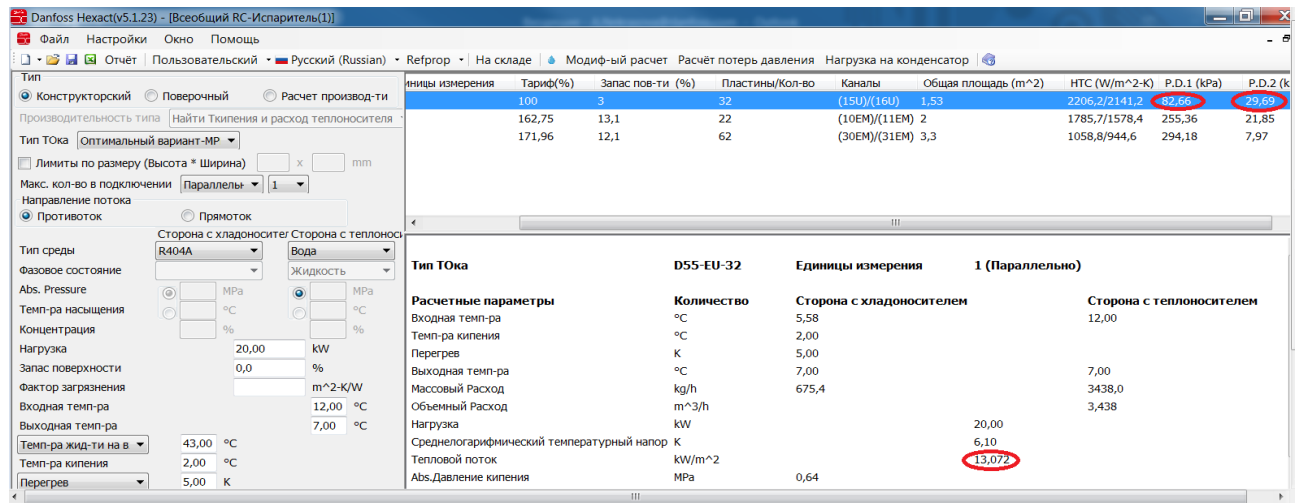 Danfoss Hexact(v5.1.23) - [Всеобщий RC-Испаритель(1)]
Файл Настройки Окно Помощь
Отчёт Пользовательский Русский (Russian) Refprop На складе Модиф-ый расчет Расчёт потерь давления Нагрузка на конденсатор
Тип
Конструкторский Поверочный Расчет производ-ти
Производительность типа Найти Ткипения и расход теплоносителя
Тип ТОка Оптимальный вариант-MP
Лимиты по размеру (Высота * Ширина) x mm
Макс. кол-во в подключении Параллельн 1
Направление потока
Противоток Прямоток
Сторона с хладоносител Сторона с теплонос
Тип среды R404A Вода
Фазовое состояние Жидкость
Abs. Pressure MPa MPa
Темп-ра насыщения °C °C
Концентрация % %
Нагрузка 20,00 kW
Запас поверхности 0,0 %
Фактор загрязнения m^2-K/W
Входная темп-ра 12,00 °C
Выходная темп-ра 7,00 °C
Темп-ра жид-ти на в 43,00 °C
Темп-ра кипения 2,00 °C
Перегрев 5,00 K
иницы измерения Тариф(%) Запас пов-ти (%) Пластины/Кол-во Каналы Общая площадь (m^2) HTC (W/m^2-K) P.D.1 (kPa) P.D.2 (k
100 3 32 (15U)/(16U) 1,53 2206,2/2141,2 82,66 29,69
162,75 13,1 22 (10EM)/(11EM) 2 1785,7/1578,4 255,36 21,85
171,96 12,1 62 (30EM)/(31EM) 3,3 1058,8/944,6 294,18 7,97
Тип ТОка D55-EU-32 Единицы измерения 1 (Параллельно)
Расчетные параметры Количество Сторона с хладоносителем Сторона с теплоносителем
Входная темп-ра °C 5,58 12,00
Темп-ра кипения °C 2,00
Перегрев K 5,00
Выходная темп-ра °C 7,00 7,00
Массовый Расход kg/h 675,4 3438,0
Объемный Расход m^3/h 3,438
Нагрузка kW 20,00
Среднелогарифмический температурный напор K 6,10
Тепловой поток kW/m^2 13,072
Abs.Давление кипения MPa 0,64